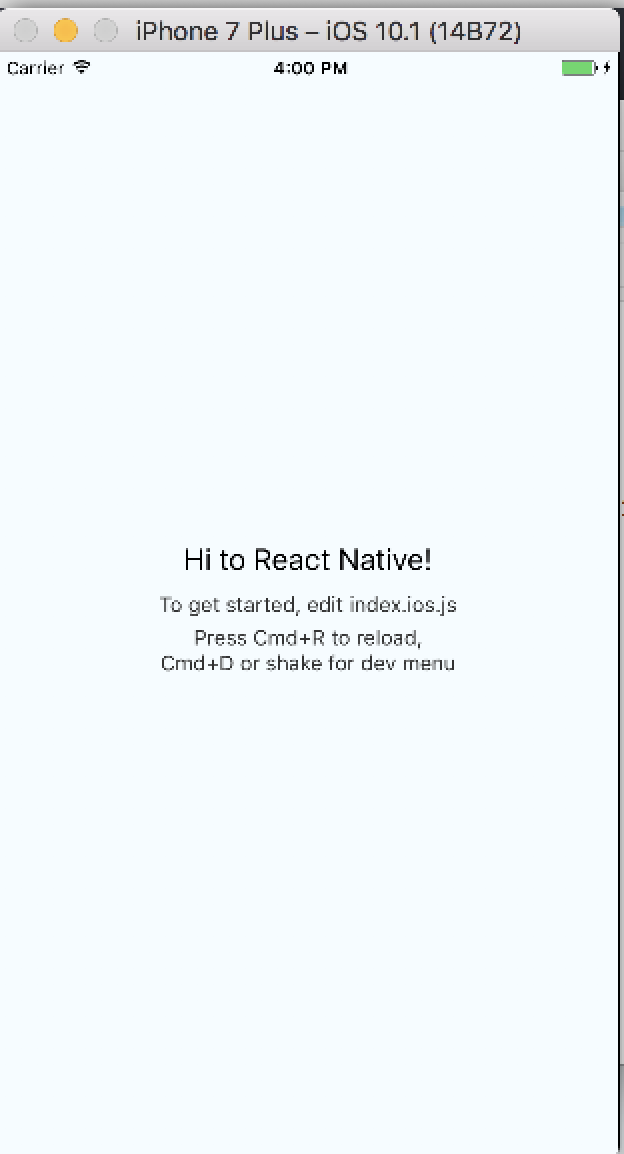 iPhone 7 Plus – iOS 10.1 (14B72)
Carrier 4:00 PM
Hi to React Native!
To get started, edit index.ios.js
Press Cmd+R to reload,
Cmd+D or shake for dev menu